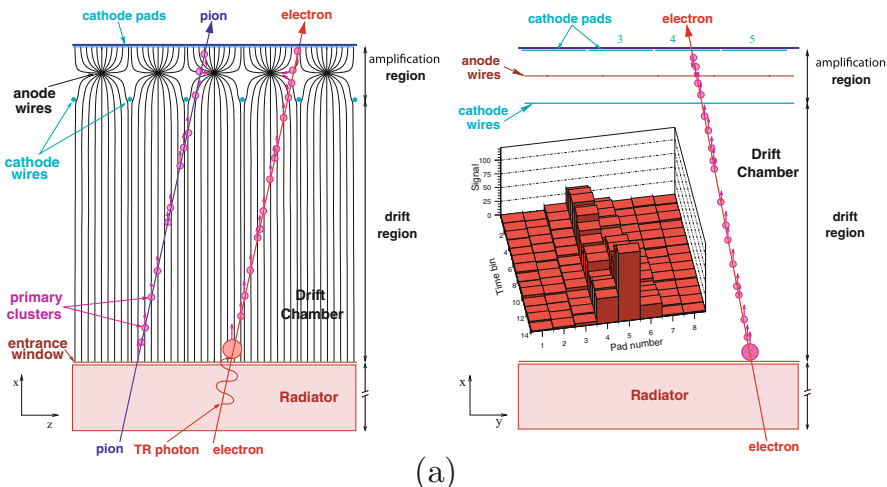 cathode pads
pion
electron
amplification
region
anode
wires
cathode
wires
drift
region
primary
clusters
Drift
Chamber
entrance
window
x
z
Radiator
pion
TR photon
electron
electron
cathode pads
3
4
5
anode
wires
amplification
region
cathode
wires
Drift
Chamber
Signal
100
75
50
25
0
drift
region
2
4
6
8
10
12
14
Time bin
1
2
3
4
5
6
7
8
Pad number
x
y
Radiator
electron
(a)